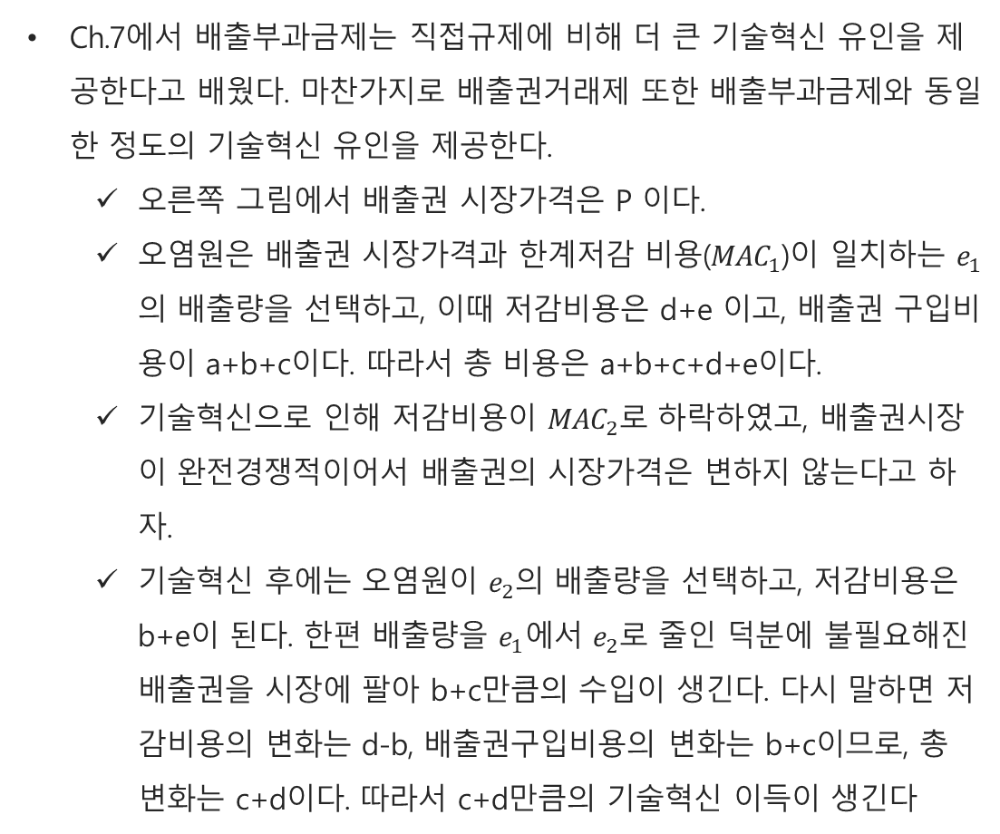 • Ch.7에서 배출부과금제는 직접규제에 비해 더 큰 기술혁신 유인을 제
공한다고 배웠다. 마찬가지로 배출권거래제 또한 배출부과금제와 동일
한 정도의 기술혁신 유인을 제공한다.
✓ 오른쪽 그림에서 배출권 시장가격은 P 이다.
✓ 오염원은 배출권 시장가격과 한계저감 비용(MAC₁)이 일치하는 e₁
의 배출량을 선택하고, 이때 저감비용은 d+e 이고, 배출권 구입비
용이 a+b+c이다. 따라서 총 비용은 a+b+c+d+e이다.
✓ 기술혁신으로 인해 저감비용이 MAC₂로 하락하였고, 배출권시장
이 완전경쟁적이어서 배출권의 시장가격은 변하지 않는다고 하
자.
✓ 기술혁신 후에는 오염원이 e₂의 배출량을 선택하고, 저감비용은
b+e이 된다. 한편 배출량을 e₁에서 e₂로 줄인 덕분에 불필요해진
배출권을 시장에 팔아 b+c만큼의 수입이 생긴다. 다시 말하면 저
감비용의 변화는 d-b, 배출권구입비용의 변화는 b+c이므로, 총
변화는 c+d이다. 따라서 c+d만큼의 기술혁신 이득이 생긴다